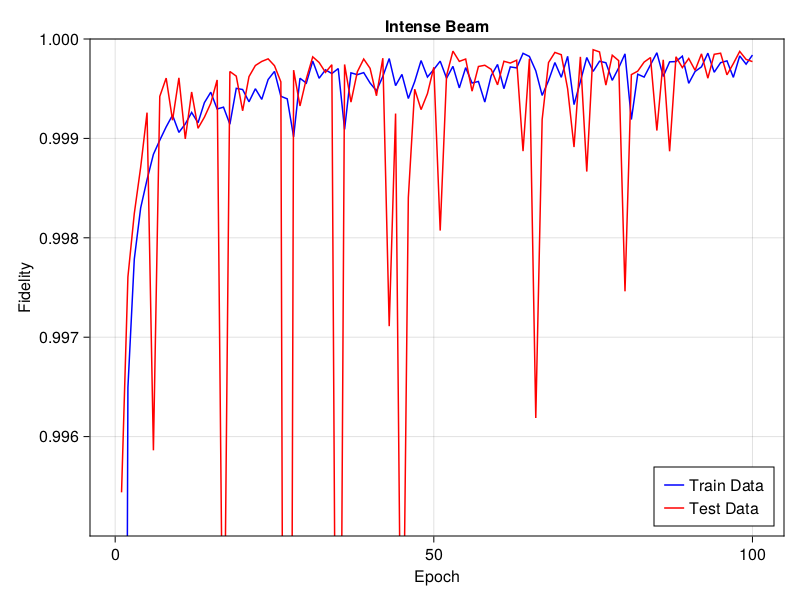 Intense Beam
1.000
0.999
0.998
0.997
0.996
Fidelity
Train Data
Test Data
0
50
100
Epoch